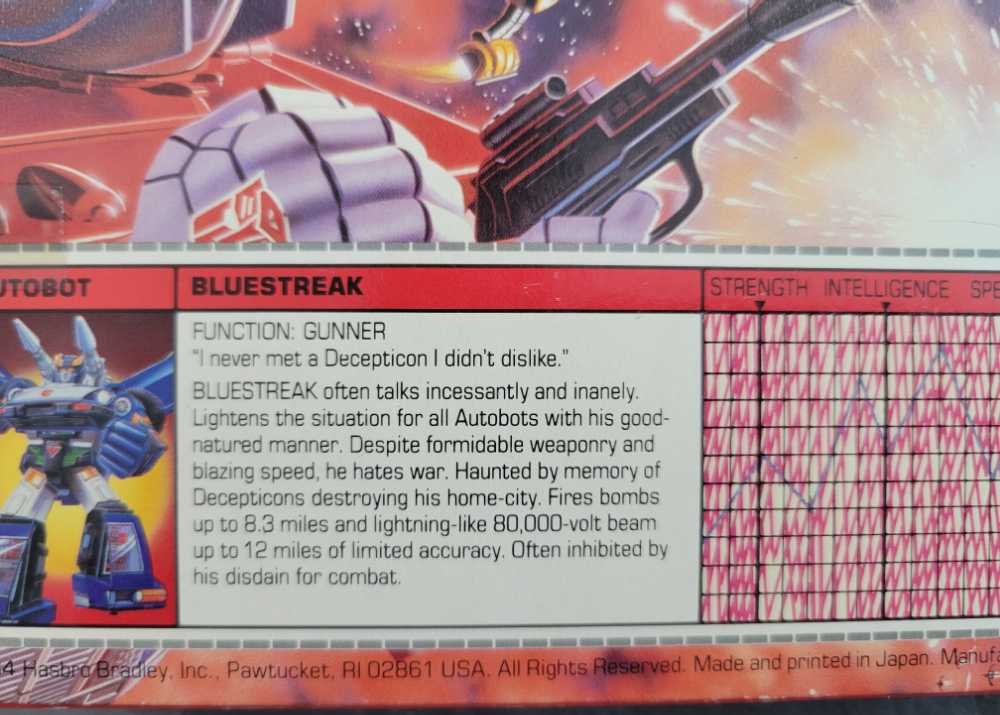 UTOBOT
BLUESTREAK
STRENGTH INTELLIGENCE SPE
FUNCTION: GUNNER
"I never met a Decepticon I didn't dislike."
BLUESTREAK often talks incessantly and inanely.
Lightens the situation for all Autobots with his good-
natured manner. Despite formidable weaponry and
blazing speed, he hates war. Haunted by memory of
Decepticons destroying his home-city. Fires bombs
up to 8.3 miles and lightning-like 80,000-volt beam
up to 12 miles of limited accuracy. Often inhibited by
his disdain for combat.
4 Hasbro Bradley, Inc., Pawtucket, RI 02861 USA. All Rights Reserved. Made and printed in Japan. Manufa